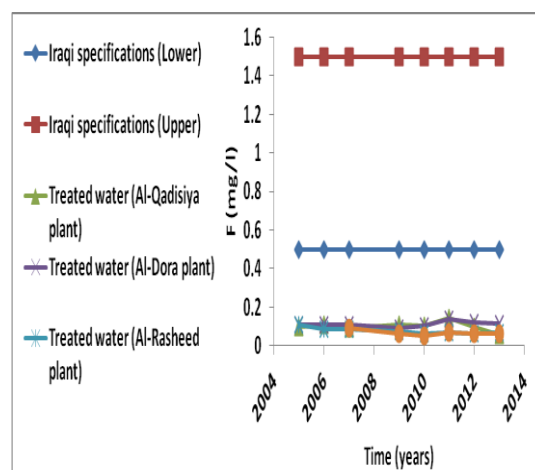 Iraqi specifications (Lower)
Iraqi specifications (Upper)
Treated water (Al-Qadisiya
plant)
Treated water (Al-Dora plant)
Treated water (Al-Rasheed
plant)
F (mg/l)
1.6
1.4
1.2
1
0.8
0.6
0.4
0.2
0
2004
2006
2008
2010
2012
2014
Time (years)